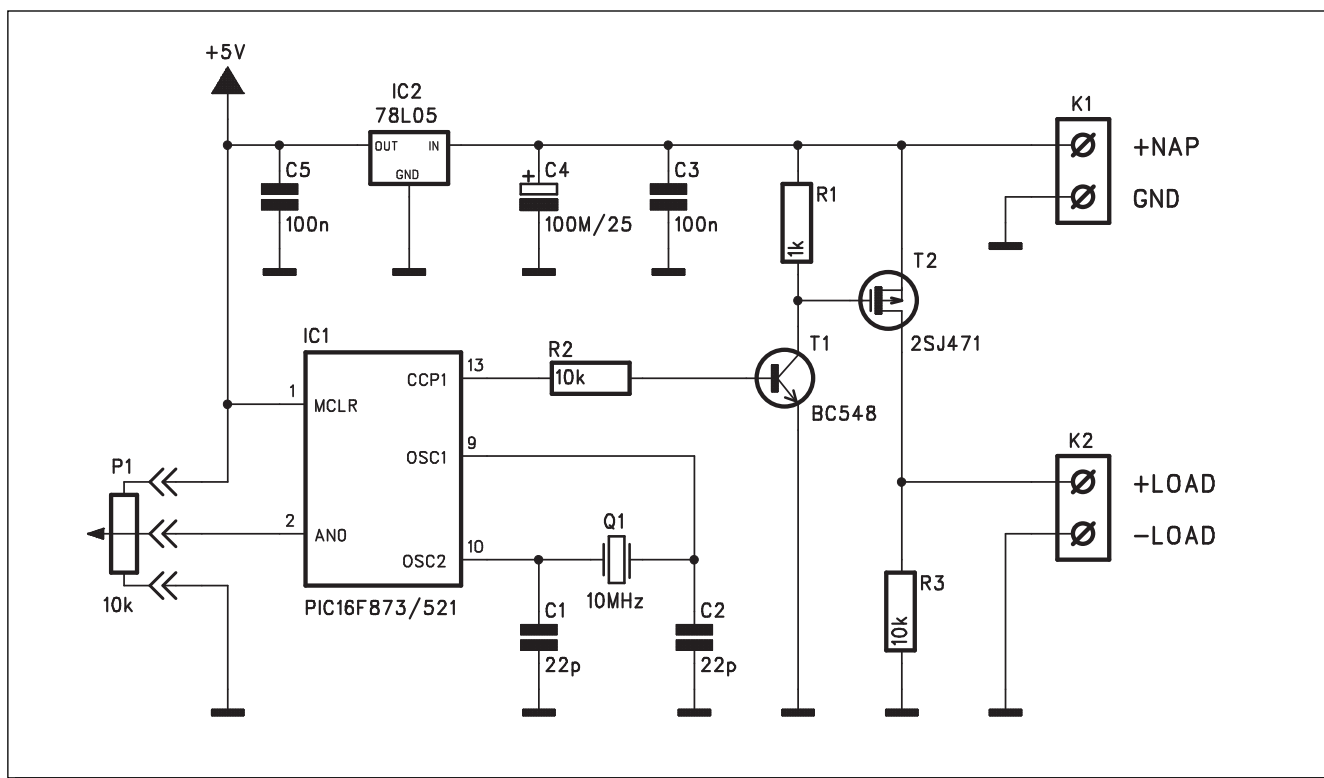 +5V
IC2
78L05
OUT
IN
GND
C5
100n
+
C4
100M/25
C3
100n
R1
1k
K1
+NAP
GND
T2
2SJ471
IC1
CCP1
13
R2
10k
T1
BC548
1
MCLR
9
OSC1
K2
+LOAD
-LOAD
P1
10k
2
AN0
10
OSC2
Q1
10MHz
PIC16F873/521
C1
22p
C2
22p
R3
10k